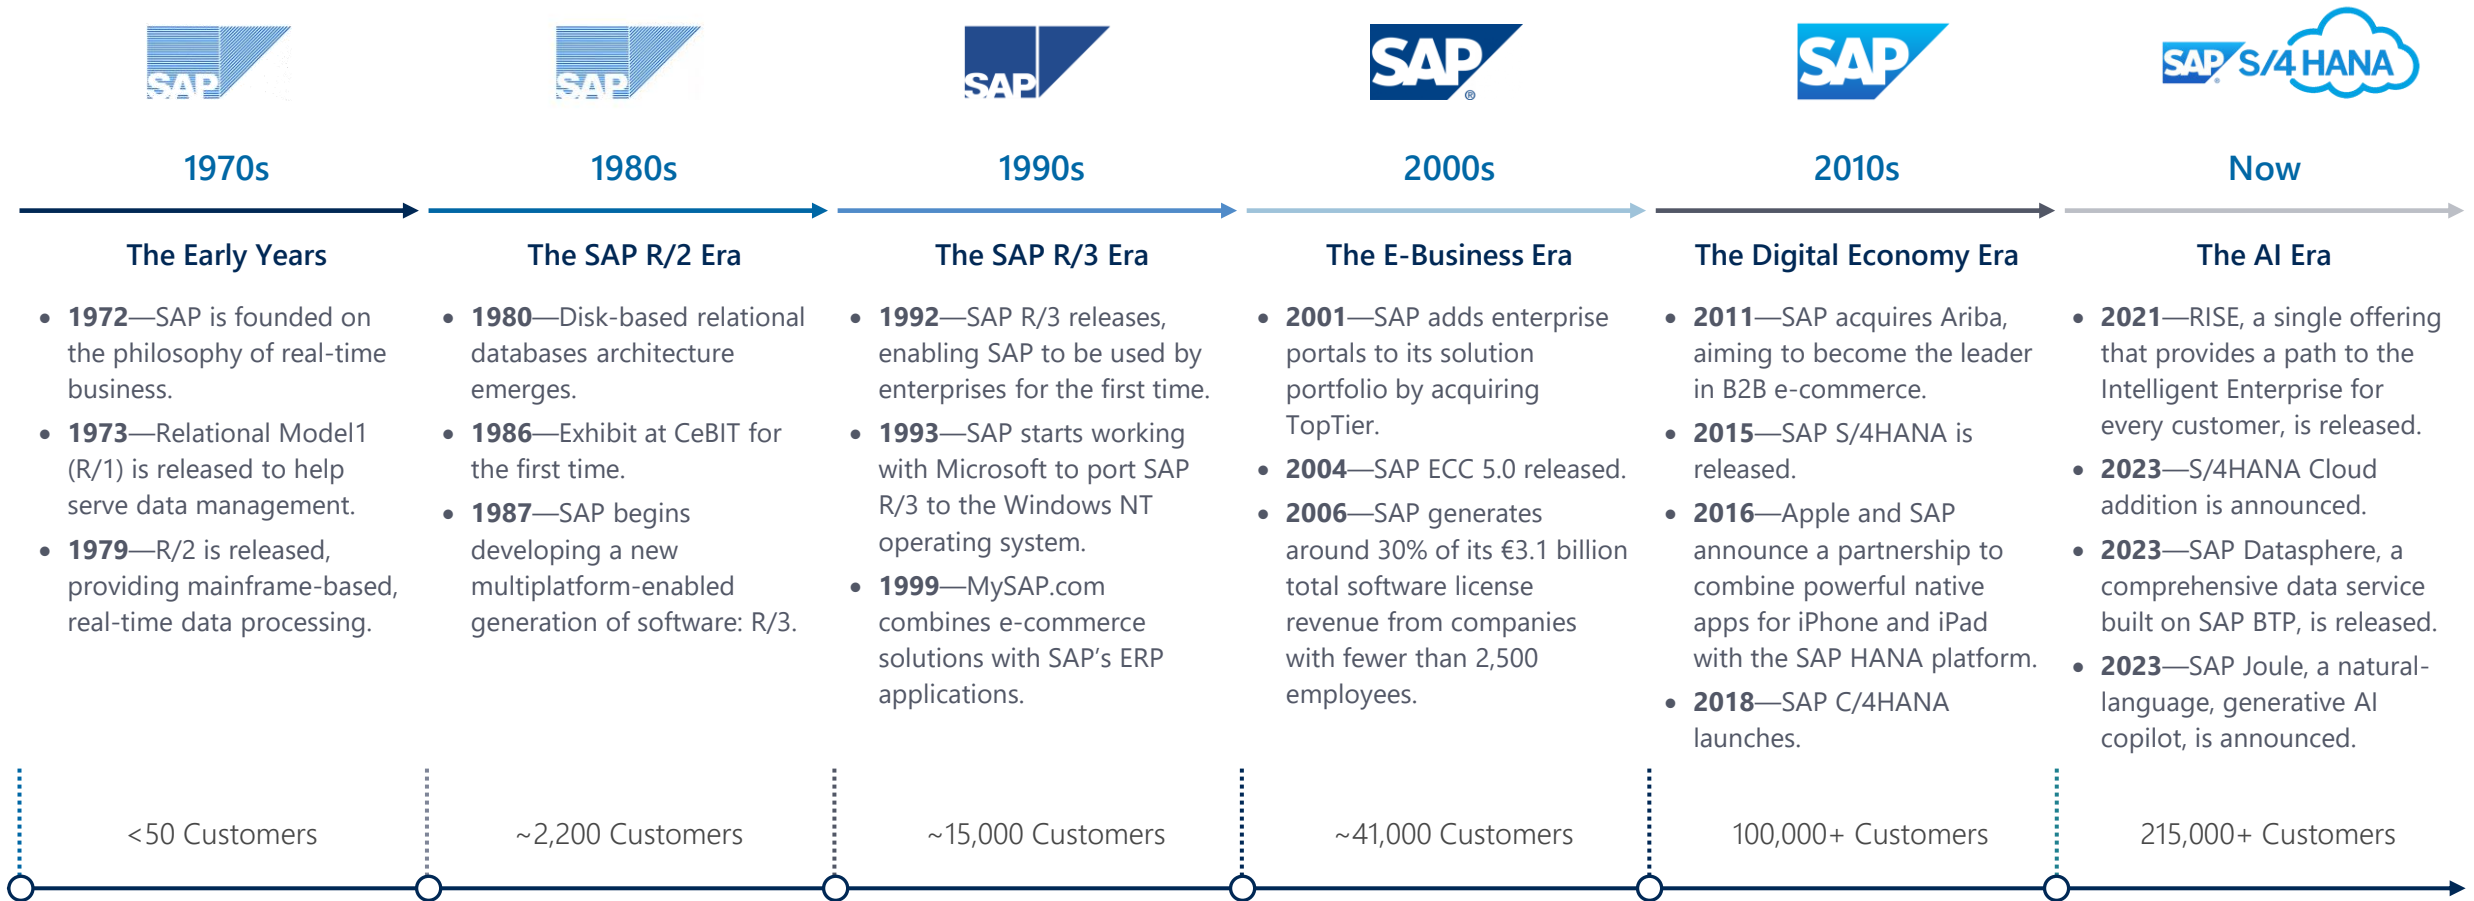 SAP
SAP
SAP
SAP®
SAP
SAP S/4HANA
1970s
The Early Years
• 1972—SAP is founded on
the philosophy of real-time
business.
• 1973—Relational Model1
(R/1) is released to help
serve data management.
• 1979—R/2 is released,
providing mainframe-based,
real-time data processing.
<50 Customers
1980s
The SAP R/2 Era
• 1980—Disk-based relational
databases architecture
emerges.
• 1986—Exhibit at CeBIT for
the first time.
• 1987—SAP begins
developing a new
multiplatform-enabled
generation of software: R/3.
~2,200 Customers
1990s
The SAP R/3 Era
• 1992—SAP R/3 releases,
enabling SAP to be used by
enterprises for the first time.
• 1993—SAP starts working
with Microsoft to port SAP
R/3 to the Windows NT
operating system.
• 1999—MySAP.com
combines e-commerce
solutions with SAP’s ERP
applications.
~15,000 Customers
2000s
The E-Business Era
• 2001—SAP adds enterprise
portals to its solution
portfolio by acquiring
TopTier.
• 2004—SAP ECC 5.0 released.
• 2006—SAP generates
around 30% of its €3.1 billion
total software license
revenue from companies
with fewer than 2,500
employees.
~41,000 Customers
2010s
The Digital Economy Era
• 2011—SAP acquires Ariba,
aiming to become the leader
in B2B e-commerce.
• 2015—SAP S/4HANA is
released.
• 2016—Apple and SAP
announce a partnership to
combine powerful native
apps for iPhone and iPad
with the SAP HANA platform.
• 2018—SAP C/4HANA
launches.
100,000+ Customers
Now
The AI Era
• 2021—RISE, a single offering
that provides a path to the
Intelligent Enterprise for
every customer, is released.
• 2023—S/4HANA Cloud
addition is announced.
• 2023—SAP Datasphere, a
comprehensive data service
built on SAP BTP, is released.
• 2023—SAP Joule, a natural-
language, generative AI
copilot, is announced.
215,000+ Customers